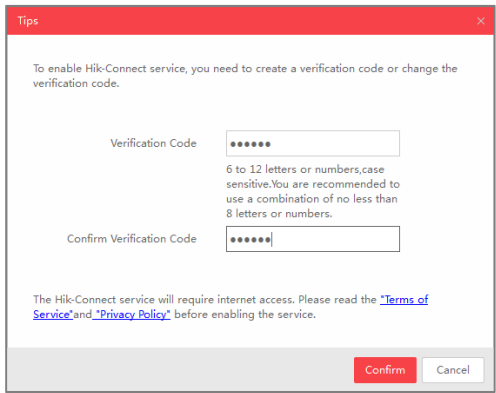 Tips
To enable Hik-Connect service, you need to create a verification code or change the
verification code.
Verification Code ●●●●●●
6 to 12 letters or numbers,case
sensitive.You are recommended to
use a combination of no less than
8 letters or numbers.
Confirm Verification Code ●●●●●●
The Hik-Connect service will require internet access. Please read the "Terms of
Service"and "Privacy Policy" before enabling the service.
Confirm Cancel